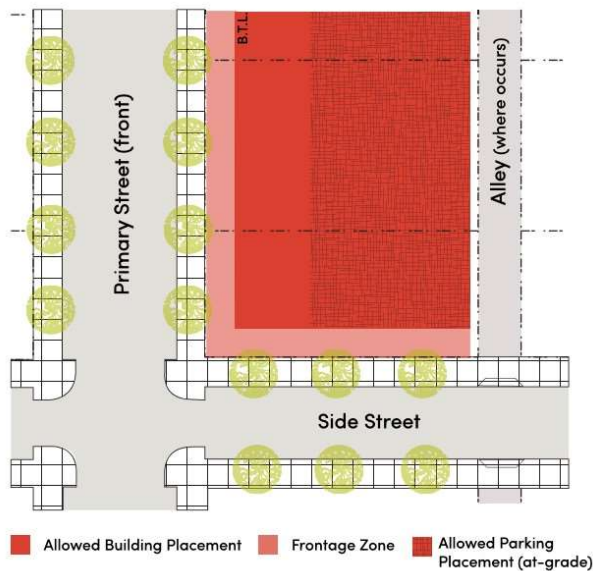 B.T.L.
Primary Street (front)
Alley (where occurs)
Side Street
Allowed Building Placement
Frontage Zone
Allowed Parking
Placement (at-grade)